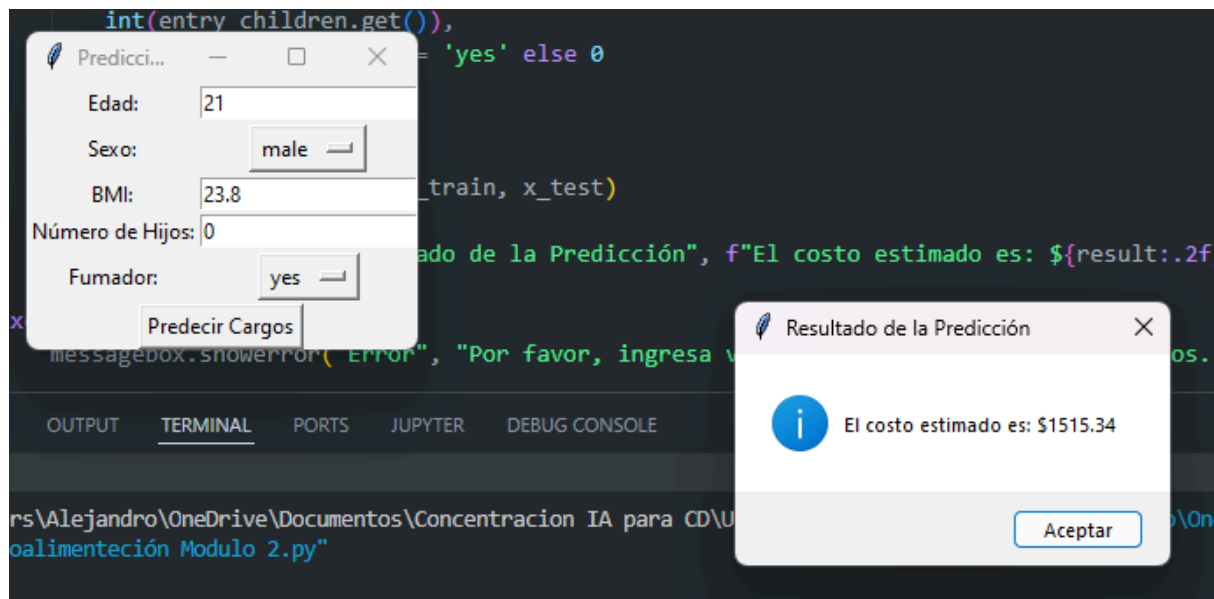 int(entry_children.get()),
= 'yes' else 0
Predicci...
Edad: 21
Sexo: male
BMI: 23.8
_train, x_test)
Número de Hijos: 0
ado de la Predicción", f"El costo estimado es: ${result:.2f
Fumador: yes
Predecir Cargos
x
messagebox.showerror("Error", "Por favor, ingresa v
os.
Resultado de la Predicción
El costo estimado es: $1515.34
Aceptar
OUTPUT TERMINAL PORTS JUPYTER DEBUG CONSOLE
rs\Alejandro\OneDrive\Documentos\Concentracion IA para CD\U
o\On
oalimenteción Modulo 2.py"